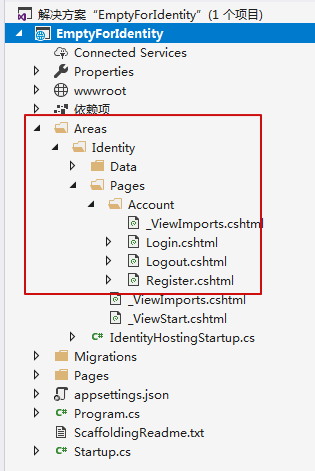 解决方案"EmptyForIdentity"(1 个项目)
EmptyForIdentity
Connected Services
Properties
wwwroot
依赖项
Areas
Identity
Data
Pages
Account
_ViewImports.cshtml
Login.cshtml
Logout.cshtml
Register.cshtml
_ViewImports.cshtml
_ViewStart.cshtml
IdentityHostingStartup.cs
Migrations
Pages
appsettings.json
Program.cs
ScaffoldingReadme.txt
Startup.cs